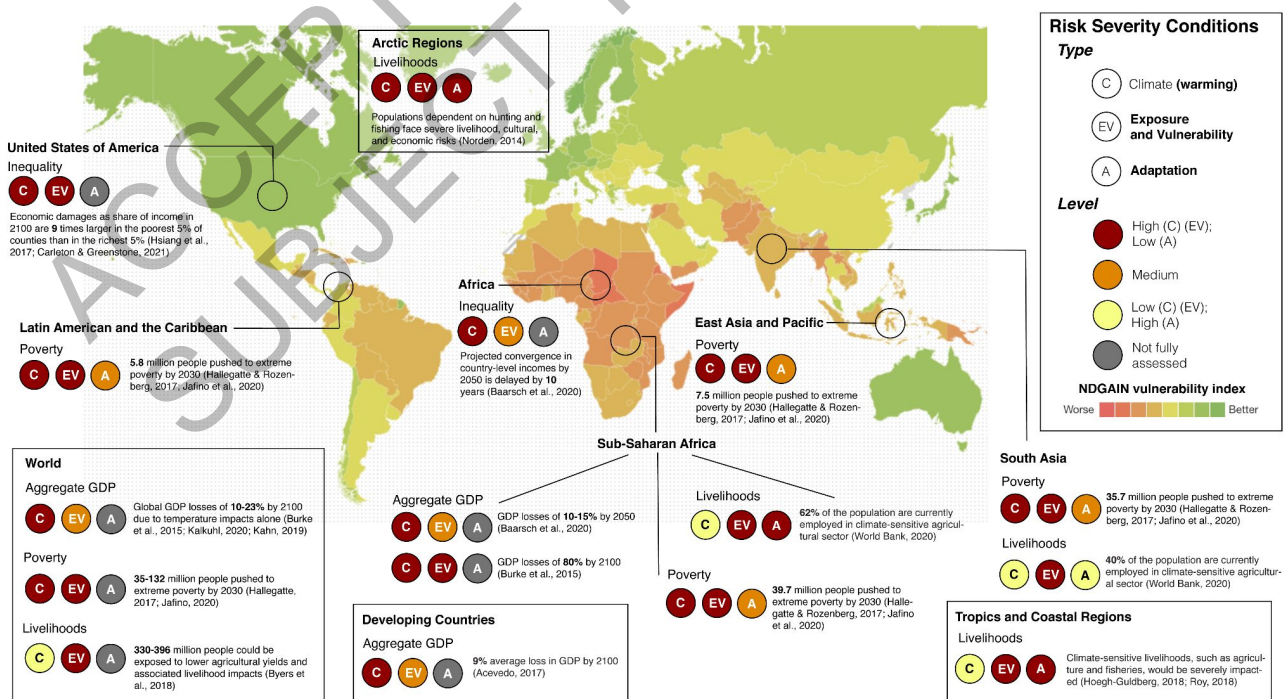 Arctic Regions
Livelihoods
C EV A
Populations dependent on hunting and
fishing face severe livelihood, cultural,
and economic risks (Norden, 2014)
United States of America
Inequality
C EV A
Economic damages as share of income in
2100 are 9 times larger in the poorest 5% of
counties than in the richest 5% (Hsiang et al.,
2017; Carleton & Greenstone, 2021)
Latin American and the Caribbean
Poverty
C EV A
5.8 million people pushed to extreme
poverty by 2030 (Hallegatte & Rozen-
berg, 2017, Jafino et al., 2020)
Africa
Inequality
C EV A
Projected convergence in
country-level incomes by
2050 is delayed by 10
years (Baarsch et al., 2020)
East Asia and Pacific
Poverty
C EV A
7.5 million people pushed to extreme
poverty by 2030 (Hallegatte & Rozen-
berg, 2017; Jafino et al., 2020)
Risk Severity Conditions
Type
C Climate (warming)
EV Exposure
and Vulnerability
A Adaptation
Level
High (C) (EV);
Low (A)
Medium
Low (C) (EV);
High (A)
Not fully
assessed
NDGAIN vulnerability index
Worse Better
World
Aggregate GDP
C EV A
Global GDP losses of 10-23% by 2100
due to temperature impacts alone (Burke
et al., 2015; Kalkuhl, 2020; Kahn, 2019)
Poverty
C EV A
35-132 million people pushed to
extreme poverty by 2030 (Hallegatte,
2017; Jafino, 2020)
Livelihoods
C EV A
330-396 million people could be
exposed to lower agricultural yields and
associated livelihood impacts (Byers et
al., 2018)
Sub-Saharan Africa
Aggregate GDP
C EV A
GDP losses of 10-15% by 2050
(Baarsch et al., 2020)
C EV A
GDP losses of 80% by 2100
(Burke et al., 2015)
Livelihoods
C EV A
62% of the population are currently
employed in climate-sensitive agricul-
tural sector (World Bank, 2020)
Poverty
C EV A
39.7 million people pushed to
extreme poverty by 2030 (Halle-
gatte & Rozenberg, 2017; Jafino
et al., 2020)
Developing Countries
Aggregate GDP
C EV A
9% average loss in GDP by 2100
(Acevedo, 2017)
South Asia
Poverty
C EV A
35.7 million people pushed to extreme
poverty by 2030 (Hallegatte & Rozen-
berg, 2017; Jafino et al., 2020)
Livelihoods
C EV A
40% of the population are currently
employed in climate-sensitive agricultur-
al sector (World Bank, 2020)
Tropics and Coastal Regions
Livelihoods
C EV A
Climate-sensitive livelihoods, such as agricul-
ture and fisheries, would be severely impact-
ed (Hoegh-Guldberg, 2018; Roy, 2018)
SUBJECT